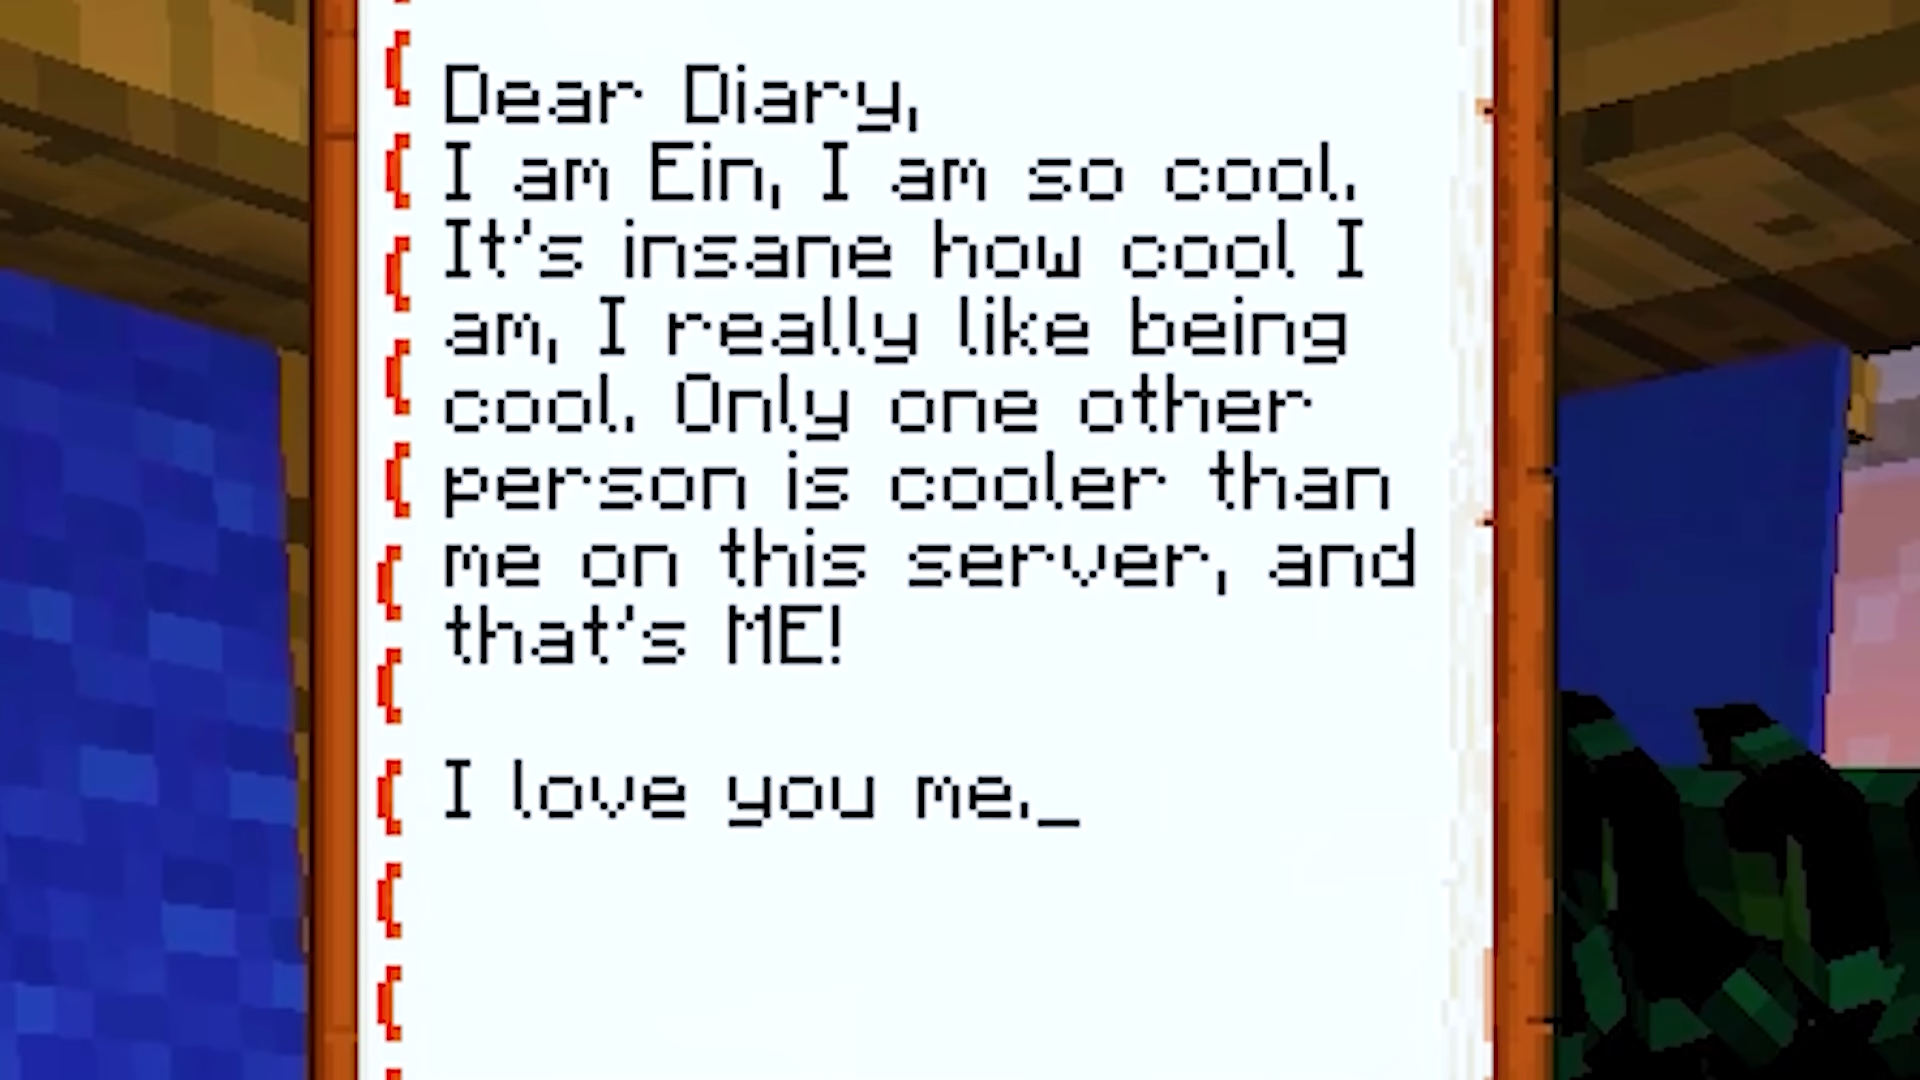 Dear Diary,
I am Ein, I am so cool.
It's insane how cool I
am, I really like being
cool. Only one other
person is cooler than
me on this server, and
that's ME!
I love you me._